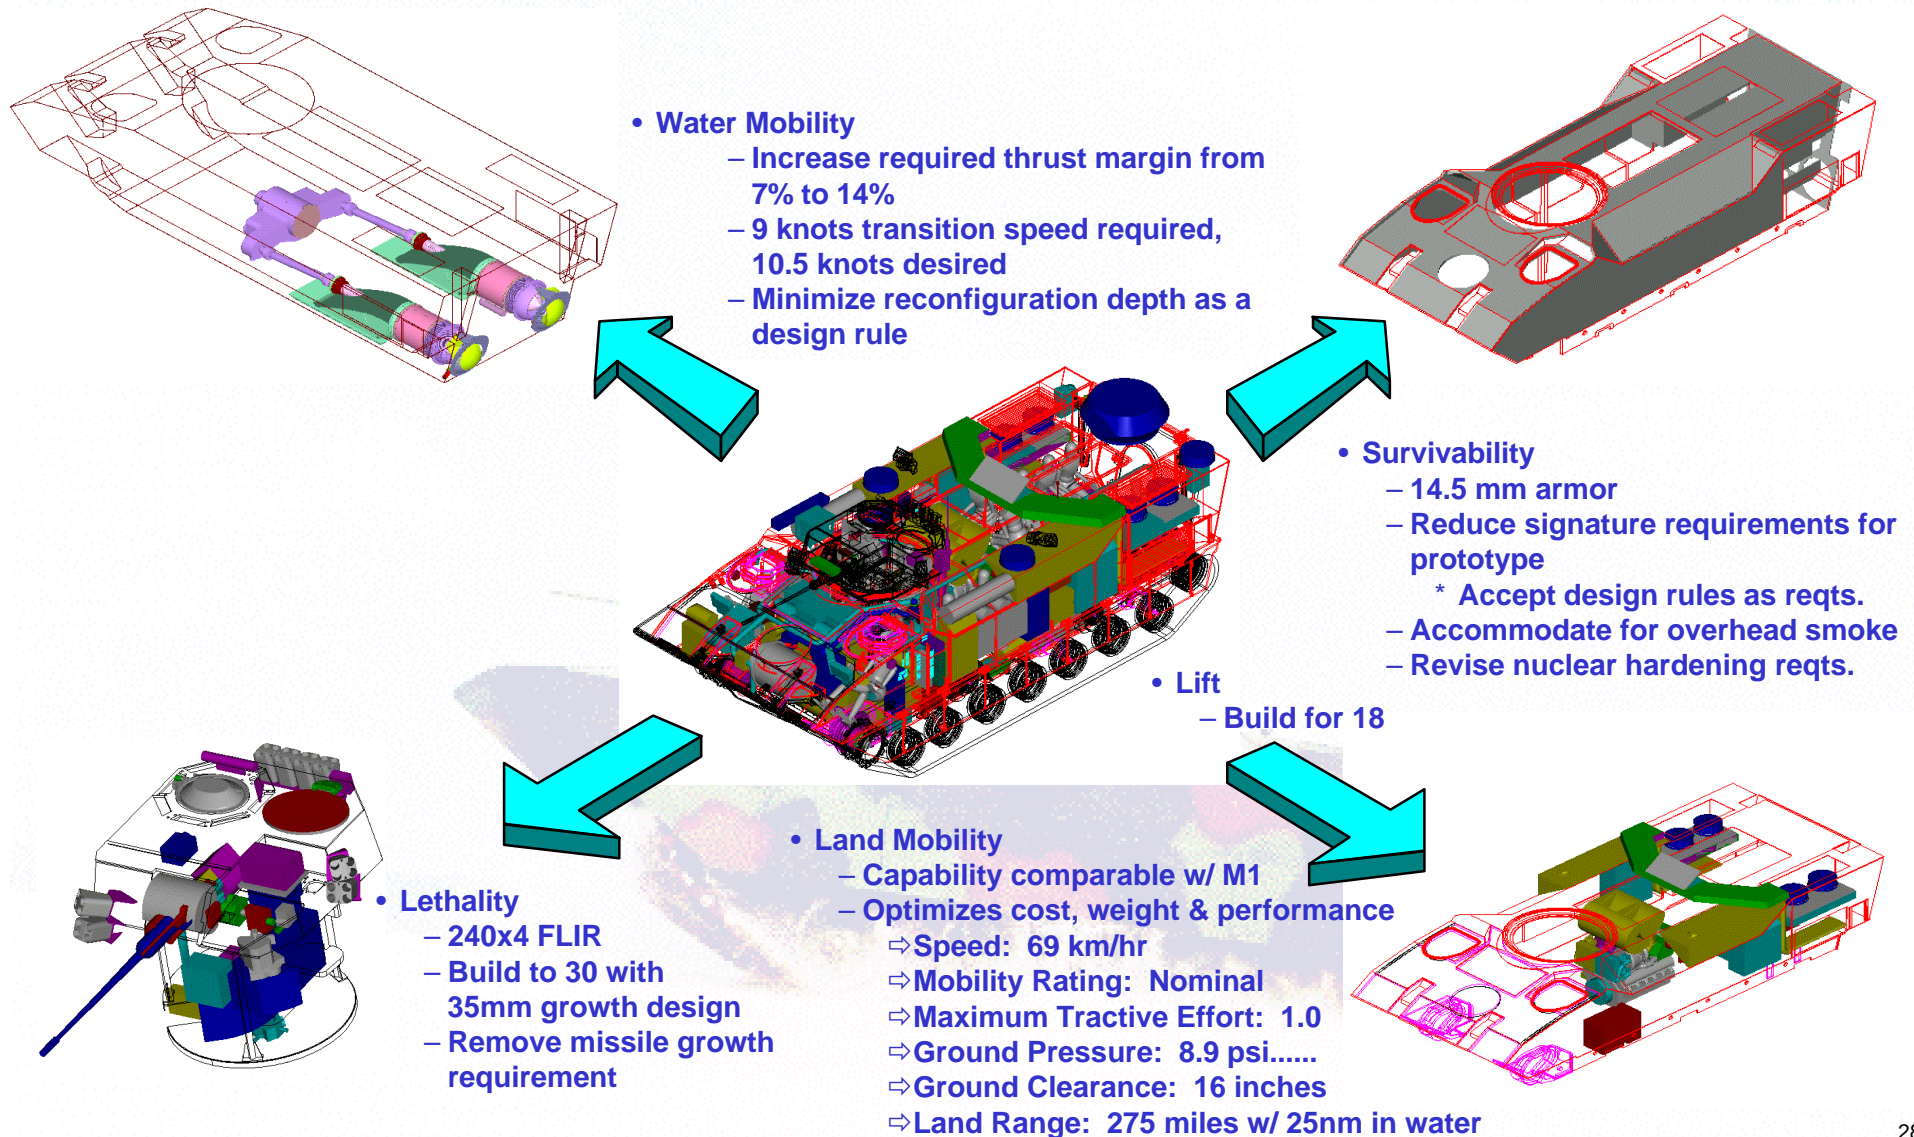 • Water Mobility
– Increase required thrust margin from
7% to 14%
– 9 knots transition speed required,
10.5 knots desired
– Minimize reconfiguration depth as a
design rule
• Survivability
– 14.5 mm armor
– Reduce signature requirements for
prototype
* Accept design rules as reqts.
– Accommodate for overhead smoke
– Revise nuclear hardening reqts.
• Lift
– Build for 18
• Lethality
– 240x4 FLIR
– Build to 30 with
35mm growth design
– Remove missile growth
requirement
• Land Mobility
– Capability comparable w/ M1
– Optimizes cost, weight & performance
⇨Speed: 69 km/hr
⇨Mobility Rating: Nominal
⇨Maximum Tractive Effort: 1.0
⇨Ground Pressure: 8.9 psi......
⇨Ground Clearance: 16 inches
⇨Land Range: 275 miles w/ 25nm in water
28